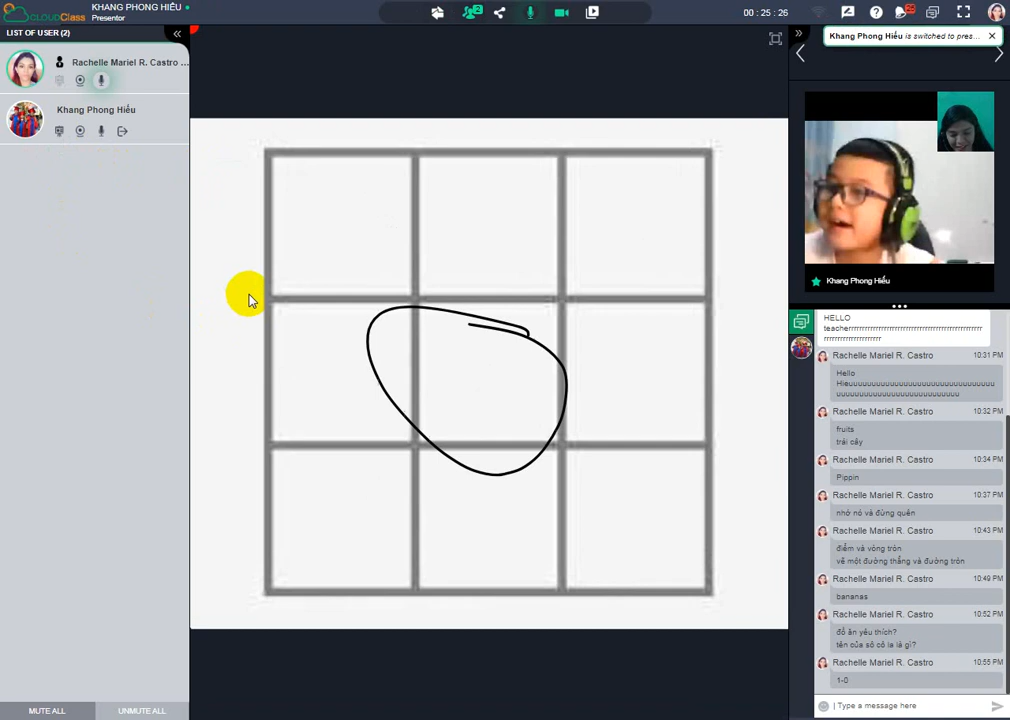 CLOUDCLASS
KHANG PHONG HIẾU
Presentor
2
00 : 25 : 26
LIST OF USER (2)
Rachelle Mariel R. Castro ...
Khang Phong Hiếu
Khang Phong Hiếu is switched to pres...
Khang Phong Hiếu
HELLO
Rachelle Mariel R. Castro 10:31 PM
Hello
Rachelle Mariel R. Castro 10:32 PM
fruits
trái cây
Rachelle Mariel R. Castro 10:34 PM
Pippin
Rachelle Mariel R. Castro 10:37 PM
nhớ nó và đừng quên
Rachelle Mariel R. Castro 10:43 PM
điểm và vòng tròn
vẽ một đường thẳng và đường tròn
Rachelle Mariel R. Castro 10:49 PM
bananas
Rachelle Mariel R. Castro 10:52 PM
đồ ăn yêu thích?
tên của sô cô la là gì?
Rachelle Mariel R. Castro 10:55 PM
1-0
Type a message here
MUTE ALL
UNMUTE ALL